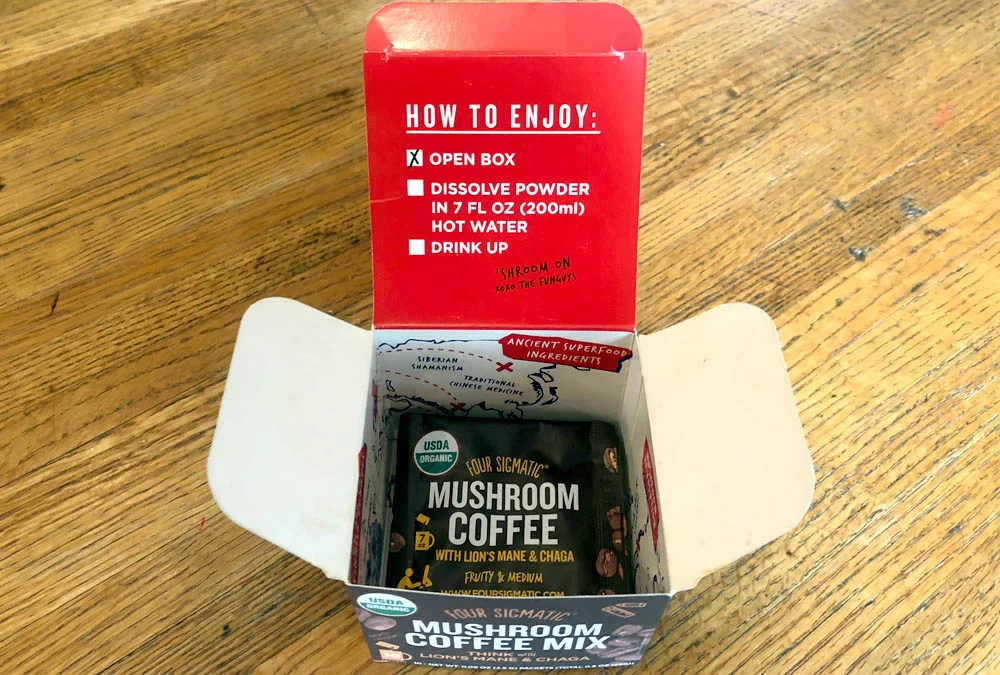 HOW TO ENJOY:
X OPEN BOX
DISSOLVE POWDER
IN 7 FL OZ (200ml)
HOT WATER
DRINK UP
'SHROOM ON
XOXO THE FUNGUYS
ANCIENT SUPERFOOD
INGREDIENTS
SIBERIAN
SHAMANISM
TRADITIONAL
CHINESE MEDICINE
USDA
ORGANIC
FOUR SIGMATIC
MUSHROOM
COFFEE
7
WITH LION'S MANE & CHAGA
FRUITY & MEDIUM
WWW.FOURSIGMATIC.COM
USDA
ORGANIC
FOUR SIGMATIC
MUSHROOM
COFFEE MIX
THINK with
LION'S MANE & CHAGA